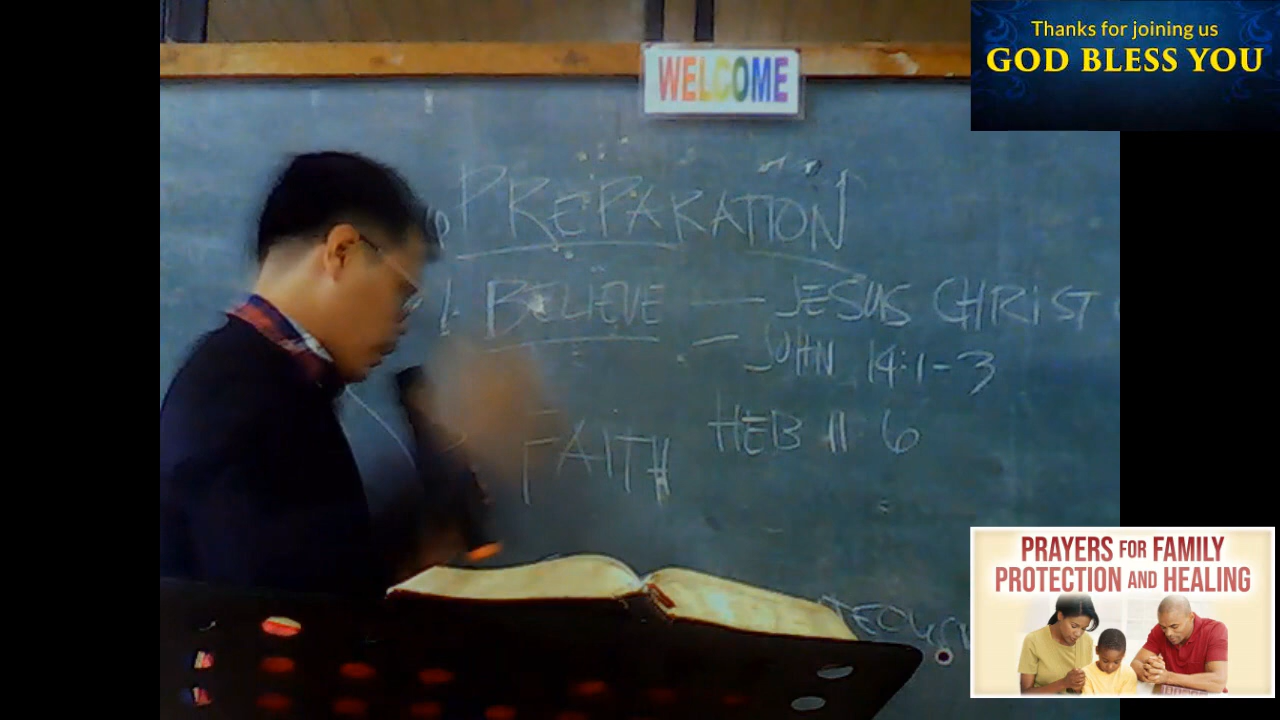 Thanks for joining us
GOD BLESS YOU
WELCOME
PREPARATION
1. BELIEVE — JESUS CHRIST
— JOHN 14:1-3
FAITH HEB 11 6
PRAYERS FOR FAMILY
PROTECTION AND HEALING